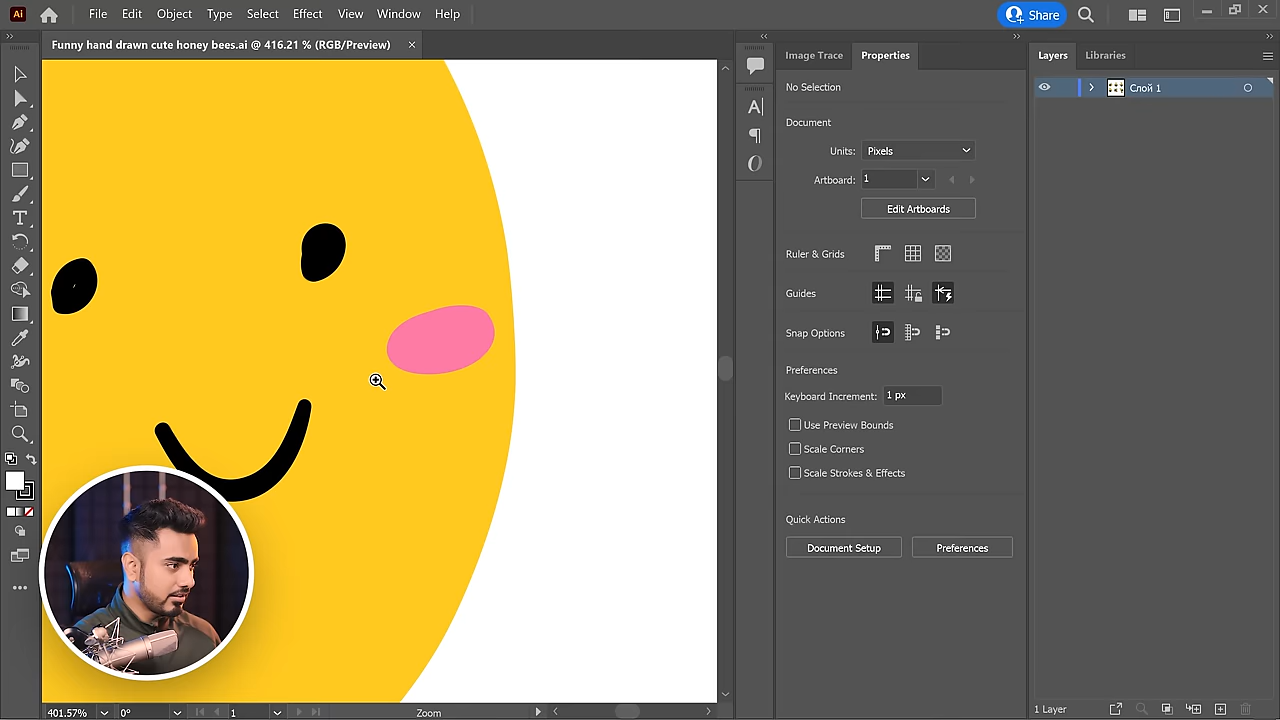 Ai File Edit Object Type Select Effect View Window Help Share
Funny hand drawn cute honey bees.ai @ 416.21 % (RGB/Preview) ×
Image Trace Properties
Layers Libraries
No Selection
Слой 1
Document
Units: Pixels
Artboard: 1
Edit Artboards
Ruler & Grids
Guides
Snap Options
Preferences
Keyboard Increment: 1 px
Use Preview Bounds
Scale Corners
Scale Strokes & Effects
Quick Actions
Document Setup Preferences
401.57% 0° 1 Zoom
1 Layer